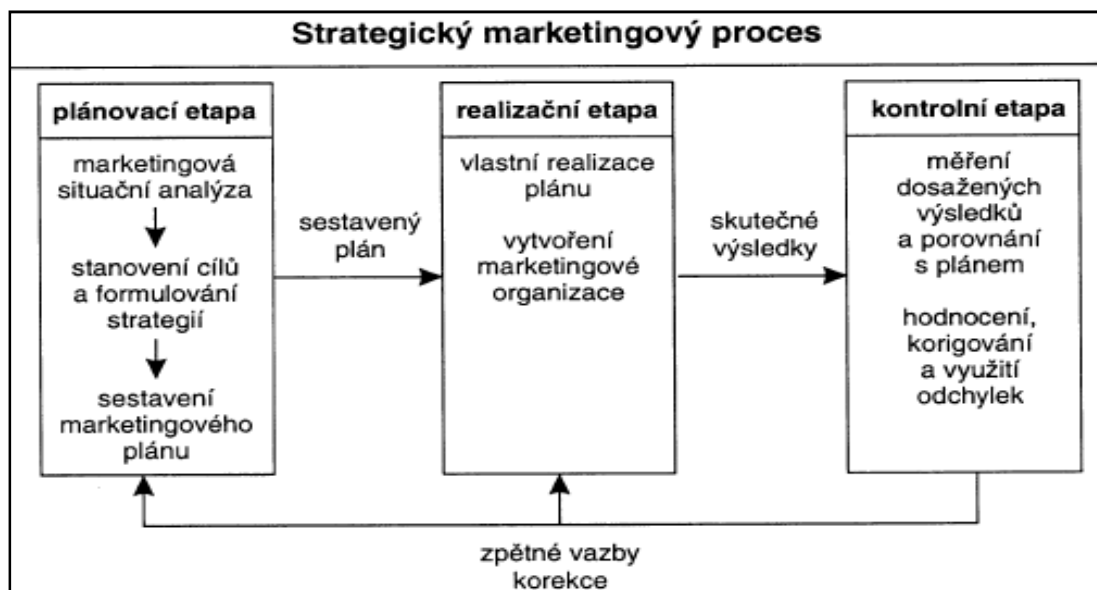 Strategický marketingový proces
plánovací etapa
marketingová
situační analýza
stanovení cílů
a formulování
strategií
sestavení
marketingového
plánu
sestavený
plán
realizační etapa
vlastní realizace
plánu
vytvoření
marketingové
organizace
skutečné
výsledky
kontrolní etapa
měření
dosažených
výsledků
a porovnání
s plánem
hodnocení,
korigování
a využití
odchylek
zpětné vazby
korekce